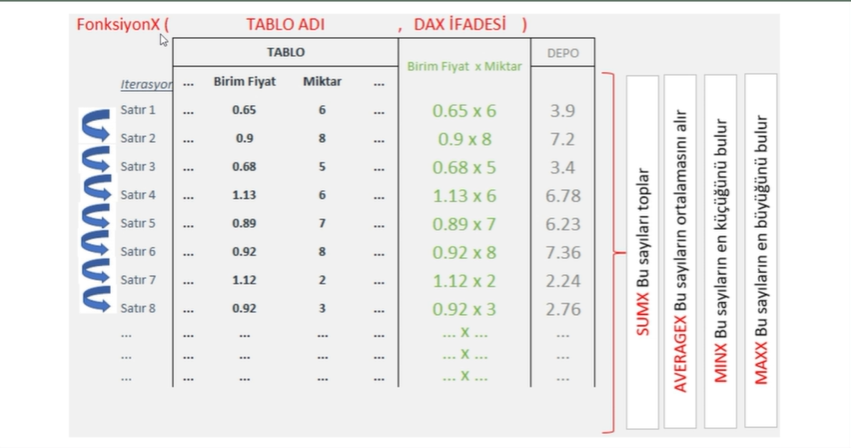 FonksiyonX ( TABLO ADI , DAX İFADESİ )
TABLO Birim Fiyat x Miktar DEPO
Iterasyon ... Birim Fiyat Miktar ...
Satır 1 ... 0.65 6 ... 0.65 x 6 3.9
Satır 2 ... 0.9 8 ... 0.9 x 8 7.2
Satır 3 ... 0.68 5 ... 0.68 x 5 3.4
Satır 4 ... 1.13 6 ... 1.13 x 6 6.78
Satır 5 ... 0.89 7 ... 0.89 x 7 6.23
Satır 6 ... 0.92 8 ... 0.92 x 8 7.36
Satır 7 ... 1.12 2 ... 1.12 x 2 2.24
Satır 8 ... 0.92 3 ... 0.92 x 3 2.76
... ... ... ... ... ... x ... ...
... ... ... ... ... ... x ... ...
... ... ... ... ... ... x ... ...
SUMX Bu sayıları toplar
AVERAGEX Bu sayıların ortalamasını alır
MINX Bu sayıların en küçüğünü bulur
MAXX Bu sayıların en büyüğünü bulur